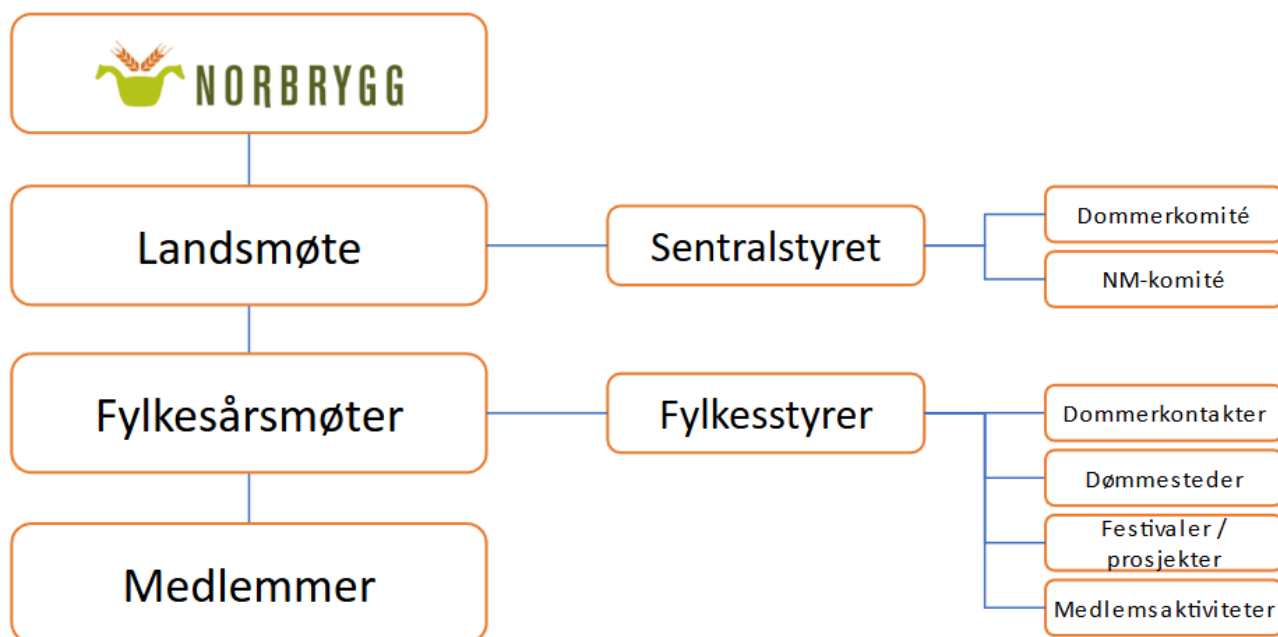 NORBRYGG
Landsmøte
Sentralstyret
Dommerkomité
NM-komité
Fylkesårsmøter
Fylkesstyrer
Dommerkontakter
Dømmesteder
Festivaler /
prosjekter
Medlemsaktiviteter
Medlemmer